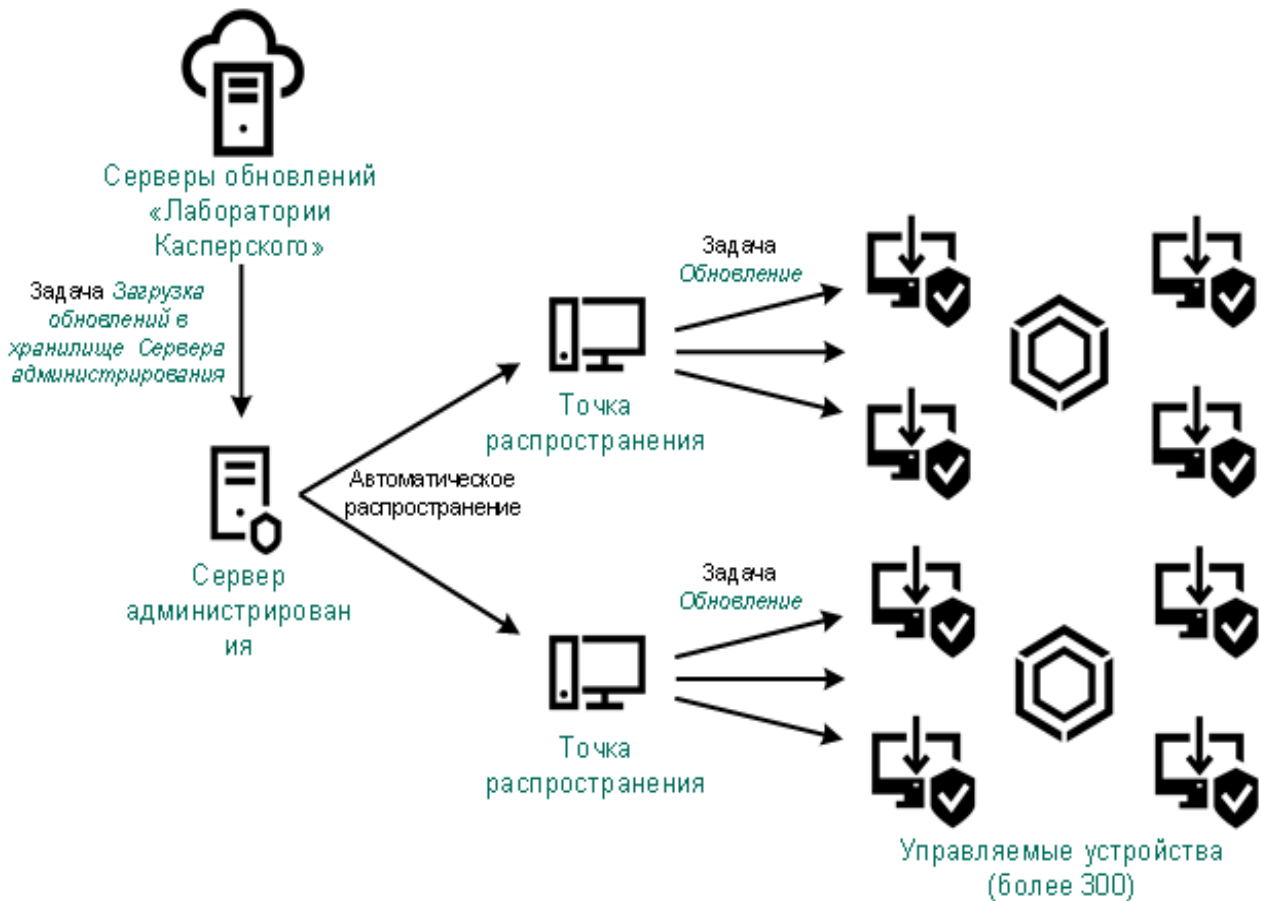 Серверы обновлений
«Лаборатории
Касперского»
Задача Загрузка
обновлений в
хранилище Сервера
администрирования
Сервер
администрирован
ия
Автоматическое
распространение
Точка
распространения
Задача
Обновление
Точка
распространения
Задача
Обновление
Управляемые устройства
(более 300)